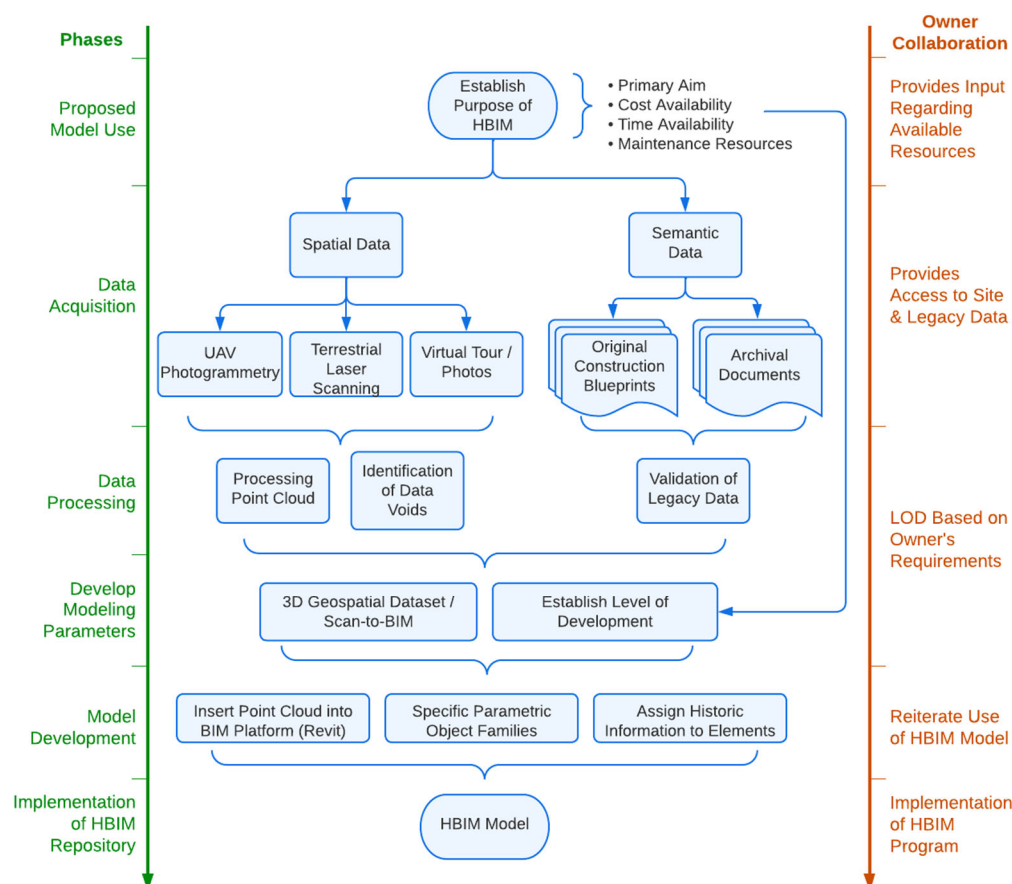 Phases
Owner
Collaboration
Proposed
Model Use
Establish
Purpose of
HBIM
• Primary Aim
• Cost Availability
• Time Availability
• Maintenance Resources
Provides Input
Regarding
Available
Resources
Data
Acquisition
Spatial Data
Semantic
Data
Provides
Access to Site
& Legacy Data
UAV
Photogrammetry
Terrestrial
Laser
Scanning
Virtual Tour /
Photos
Original
Construction
Blueprints
Archival
Documents
Data
Processing
Processing
Point Cloud
Identification
of Data
Voids
Validation of
Legacy Data
LOD Based on
Owner's
Requirements
Develop
Modeling
Parameters
3D Geospatial Dataset /
Scan-to-BIM
Establish Level of
Development
Model
Development
Insert Point Cloud into
BIM Platform (Revit)
Specific Parametric
Object Families
Assign Historic
Information to Elements
Reiterate Use
of HBIM Model
Implementation
of HBIM
Repository
HBIM Model
Implementation
of HBIM
Program